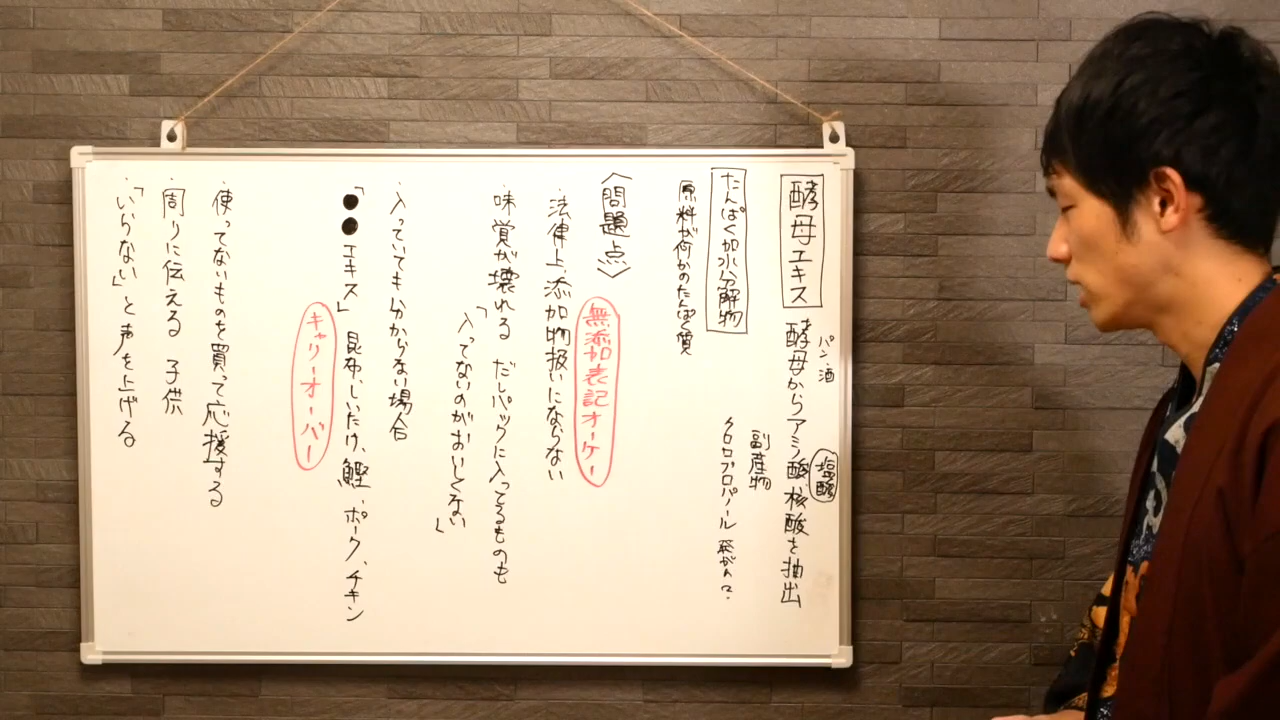 酵母エキス
パン、酒
酵母からアミノ酸、核酸を抽出
塩酸
副産物
クロロプロパノール 発がん?
たんぱく加水分解物
原料が何かのたんぱく質
〈問題点〉
無添加表記オーケー
・法律上、添加物扱いにならない
・味覚が壊れる だしパックに入ってるものも
「入ってないのがおいしくない」
・入っていても分からない場合
「●●エキス」 昆布、しいたけ、鰹、ポーク、チキン
キャリーオーバー
・使ってないものを買って応援する
・周りに伝える 子供
・「いらない」と声を上げる